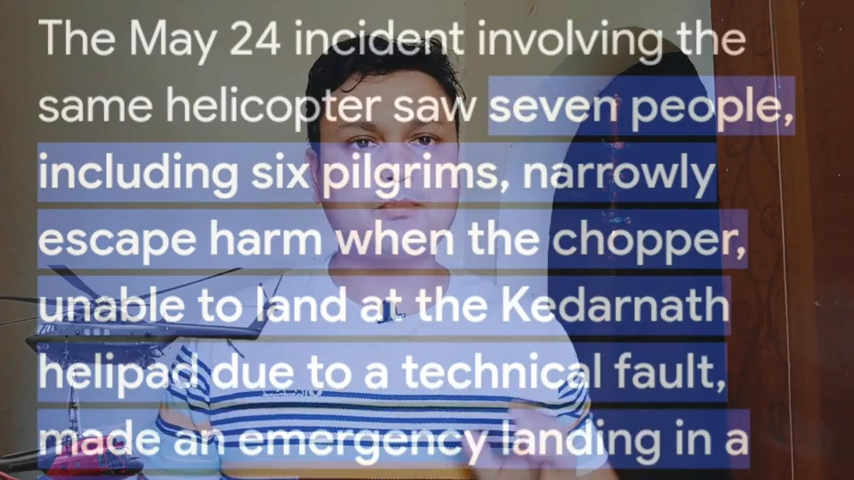 The May 24 incident involving the
same helicopter saw seven people,
including six pilgrims, narrowly
escape harm when the chopper,
unable to land at the Kedarnath
helipad due to a technical fault,
made an emergency landing in a